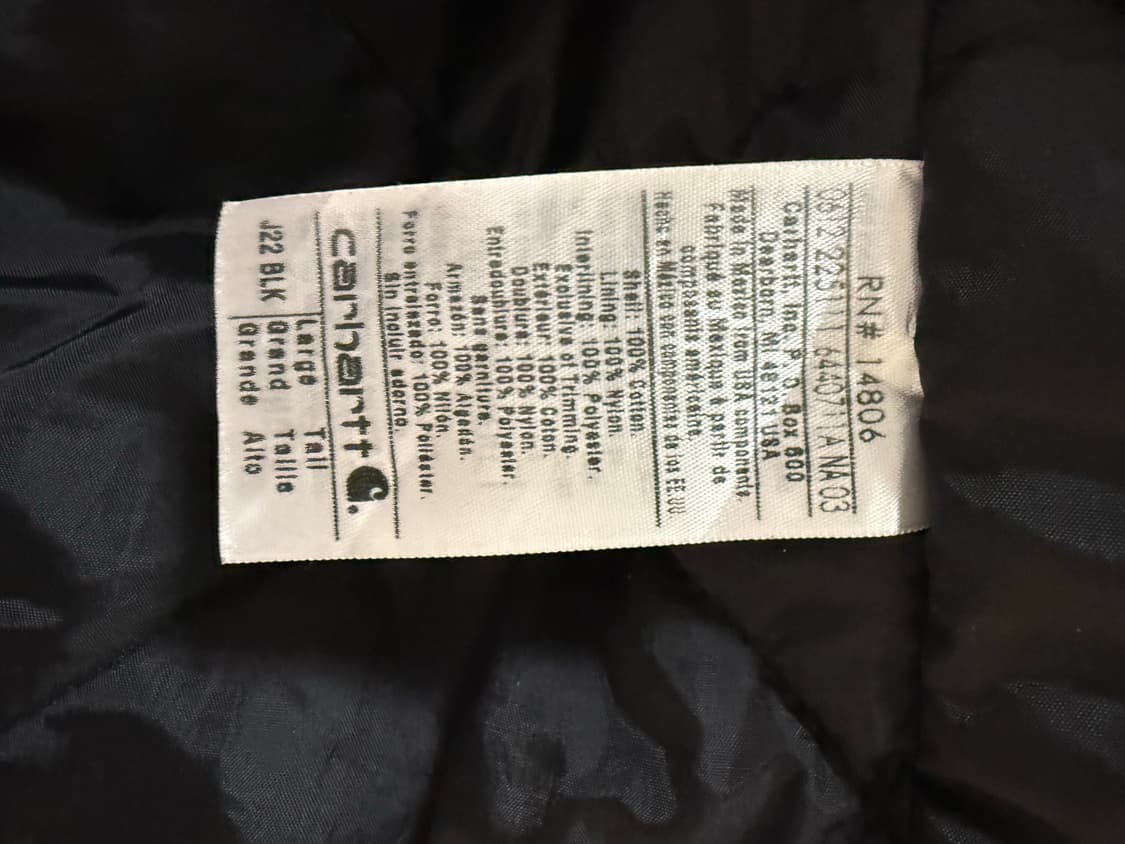 RN# 14806
Carhartt, Inc. P O Box 600
Dearborn, MI 48121 USA
Made in Mexico from USA components.
Fabriqué au Mexique à partir de
composants américains.
Hecho en México con componentes de los EE UU
Shell: 100% Cotton.
Lining: 100% Nylon.
Interlining: 100% Polyester.
Exclusive of Trimming.
Extérieur: 100% Coton.
Doublure: 100% Nylon.
Entredoublure: 100% Polyester.
Sans garniture.
Armazón: 100% Algodón.
Forro: 100% Nilón.
Forro entrelazado: 100% Poliéster.
Sin incluir adorno.
carhartt
J22 BLK Large Tall
Grand Taille
Grande Alto